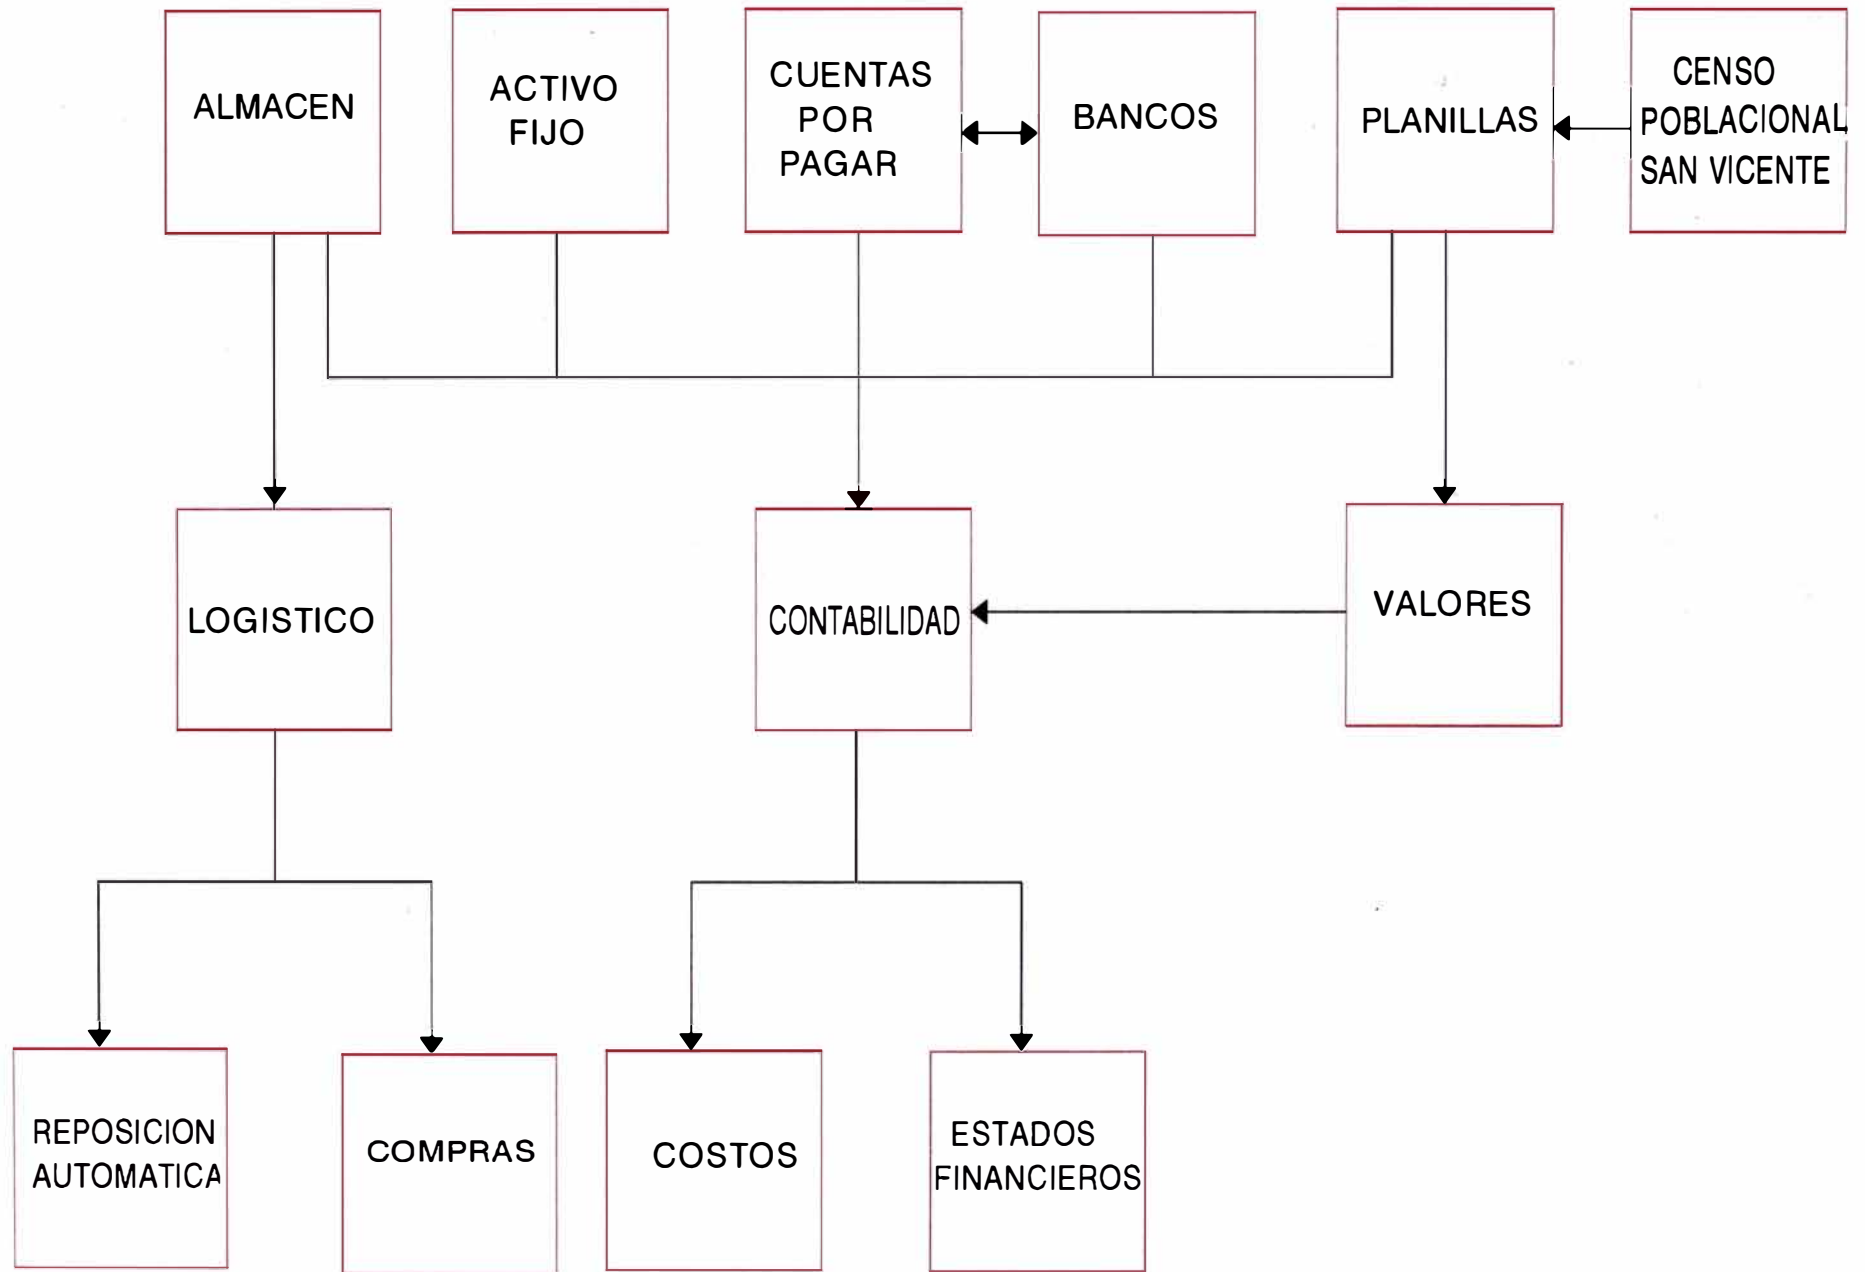 ALMACEN
ACTIVO
FIJO
CUENTAS
POR
PAGAR
BANCOS
PLANILLAS
CENSO
POBLACIONAL
SAN VICENTE
LOGISTICO
CONTABILIDAD
VALORES
REPOSICION
AUTOMATICA
COMPRAS
COSTOS
ESTADOS
FINANCIEROS